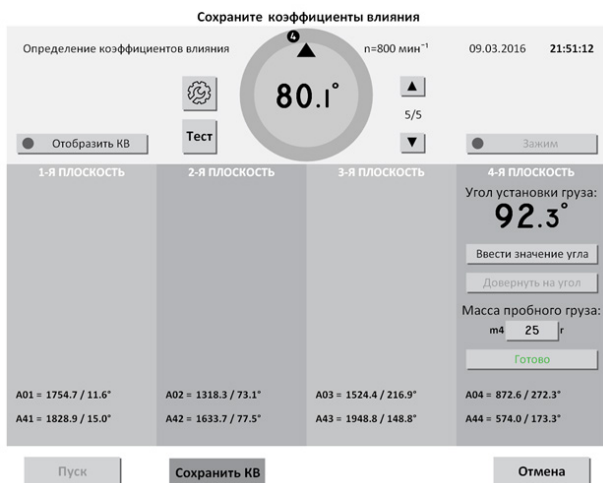 Сохраните коэффициенты влияния
4
Определение коэффициентов влияния
n=800 мин⁻¹
09.03.2016
21:51:12
80.1°
5/5
Отобразить КВ
Тест
Зажим
1-Я ПЛОСКОСТЬ
2-Я ПЛОСКОСТЬ
3-Я ПЛОСКОСТЬ
4-Я ПЛОСКОСТЬ
Угол установки груза:
92.3°
Ввести значение угла
Довернуть на угол
Масса пробного груза:
m4 25 г
Готово
A01 = 1754.7 / 11.6°
A02 = 1318.3 / 73.1°
A03 = 1524.4 / 216.9°
A04 = 872.6 / 272.3°
A41 = 1828.9 / 15.0°
A42 = 1633.7 / 77.5°
A43 = 1948.8 / 148.8°
A44 = 574.0 / 173.3°
Пуск
Сохранить КВ
Отмена